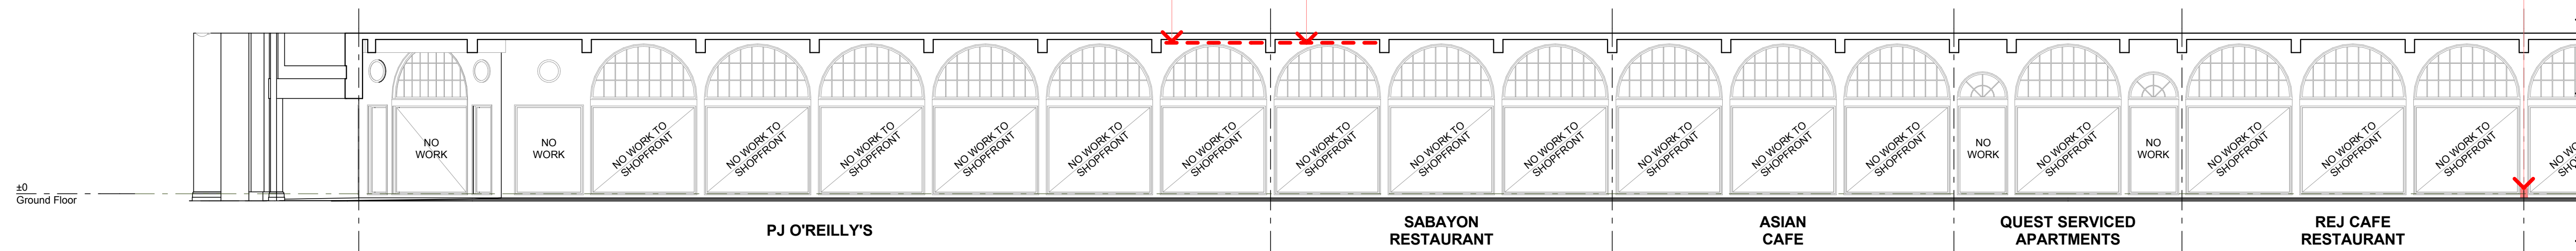 NO
WORK
NO
WORK
NO WORK TO
SHOPFRONT
NO WORK TO
SHOPFRONT
NO WORK TO
SHOPFRONT
NO WORK TO
SHOPFRONT
NO WORK TO
SHOPFRONT
NO WORK TO
SHOPFRONT
NO WORK TO
SHOPFRONT
NO WORK TO
SHOPFRONT
NO WORK TO
SHOPFRONT
NO WORK TO
SHOPFRONT
NO WORK TO
SHOPFRONT
NO WORK TO
SHOPFRONT
NO
WORK
NO WORK TO
SHOPFRONT
NO
WORK
NO WORK TO
SHOPFRONT
NO WORK TO
SHOPFRONT
NO WORK TO
SHOPFRONT
NO
±0
Ground Floor
PJ O'REILLY'S
SABAYON
RESTAURANT
ASIAN
CAFE
QUEST SERVICED
APARTMENTS
REJ CAFE
RESTAURANT